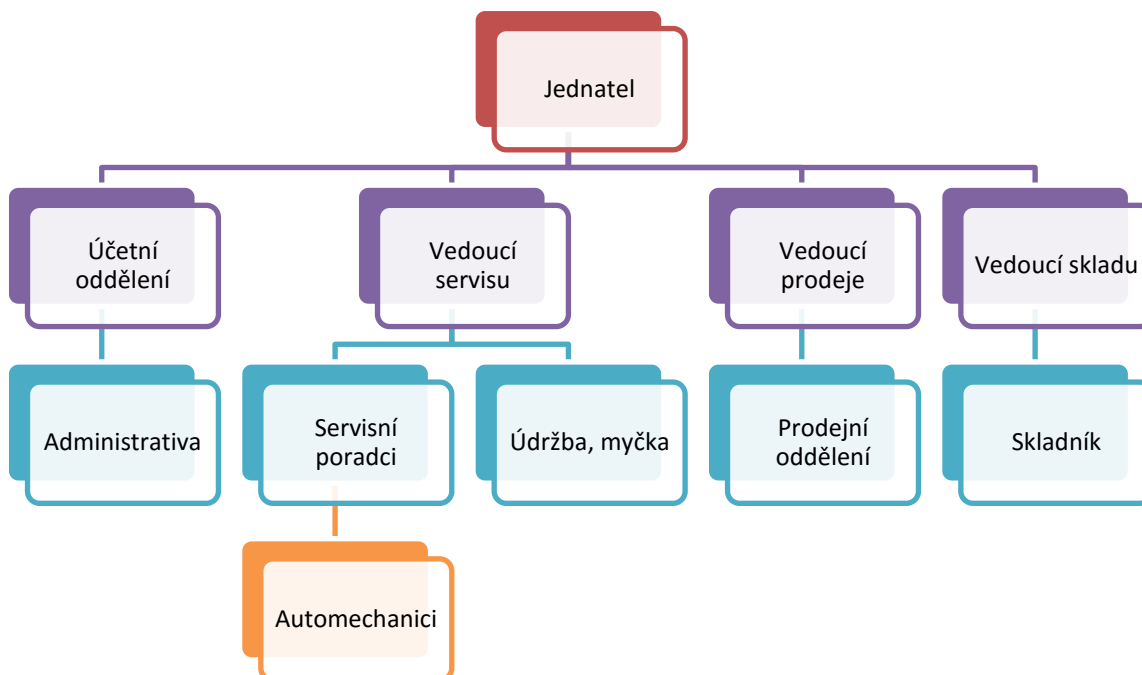 Jednatel
Účetní
oddělení
Vedoucí
servisu
Vedoucí
prodeje
Vedoucí skladu
Administrativa
Servisní
poradci
Údržba, myčka
Prodejní
oddělení
Skladník
Automechanici